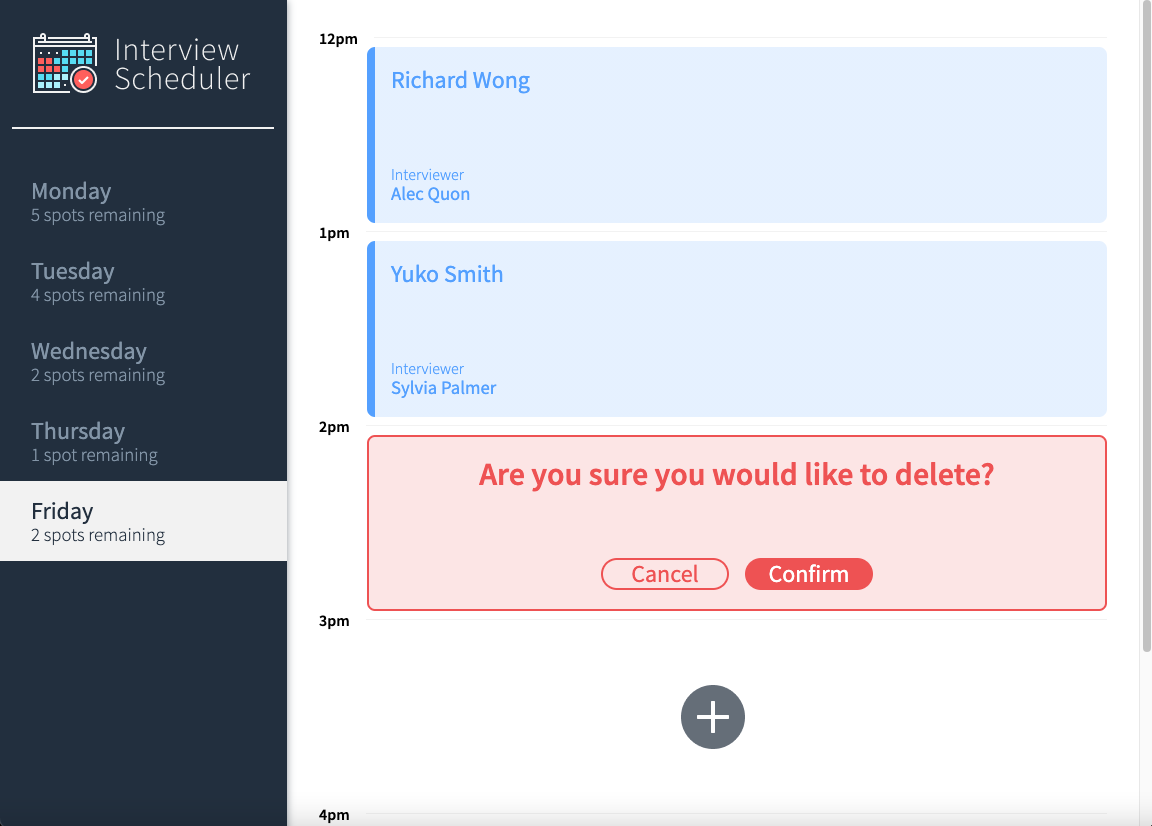 Interview
Scheduler
Monday
5 spots remaining
Tuesday
4 spots remaining
Wednesday
2 spots remaining
Thursday
1 spot remaining
Friday
2 spots remaining
12pm
Richard Wong
Interviewer
Alec Quon
1pm
Yuko Smith
Interviewer
Sylvia Palmer
2pm
Are you sure you would like to delete?
Cancel
Confirm
3pm
4pm